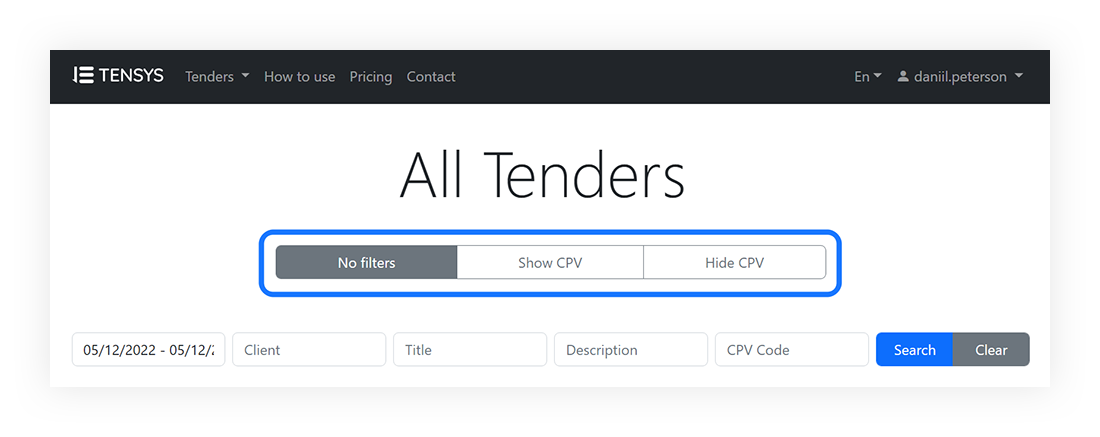 TENSYS Tenders How to use Pricing Contact En daniil.peterson
All Tenders
No filters Show CPV Hide CPV
05/12/2022 - 05/12/ Client Title Description CPV Code Search Clear